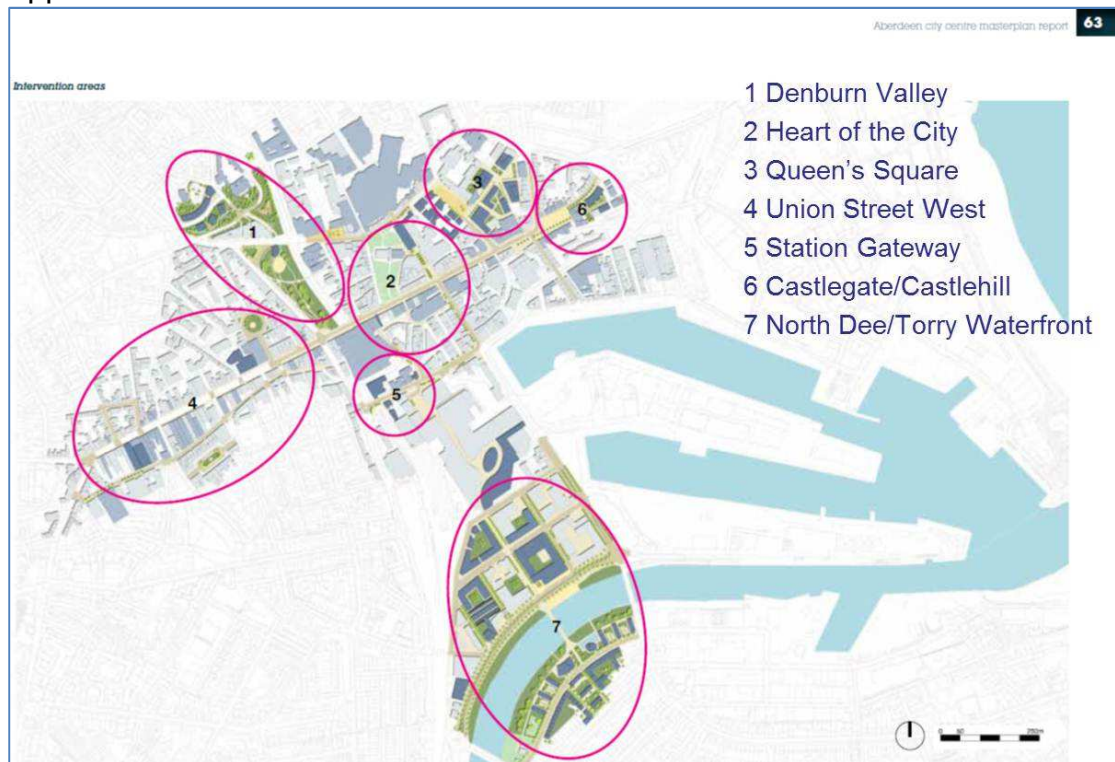 Aberdeen city centre masterplan report 63
Intervention areas
1 Denburn Valley
2 Heart of the City
3 Queen's Square
4 Union Street West
5 Station Gateway
6 Castlegate/Castlehill
7 North Dee/Torry Waterfront
1
3
6
2
4
5
7